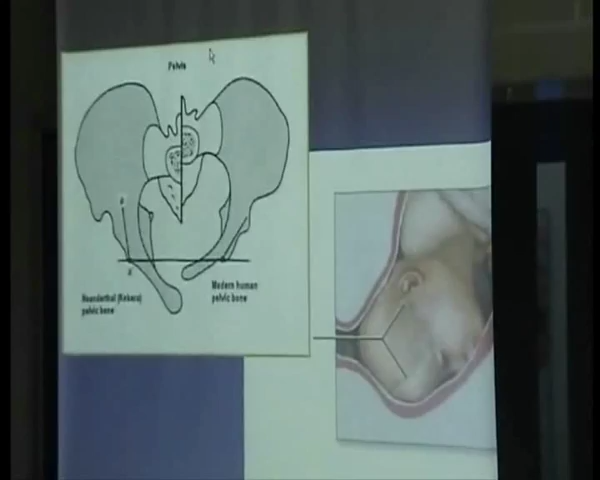 Pelvis
Neanderthal (Kebara)
pelvic bone
Modern human
pelvic bone